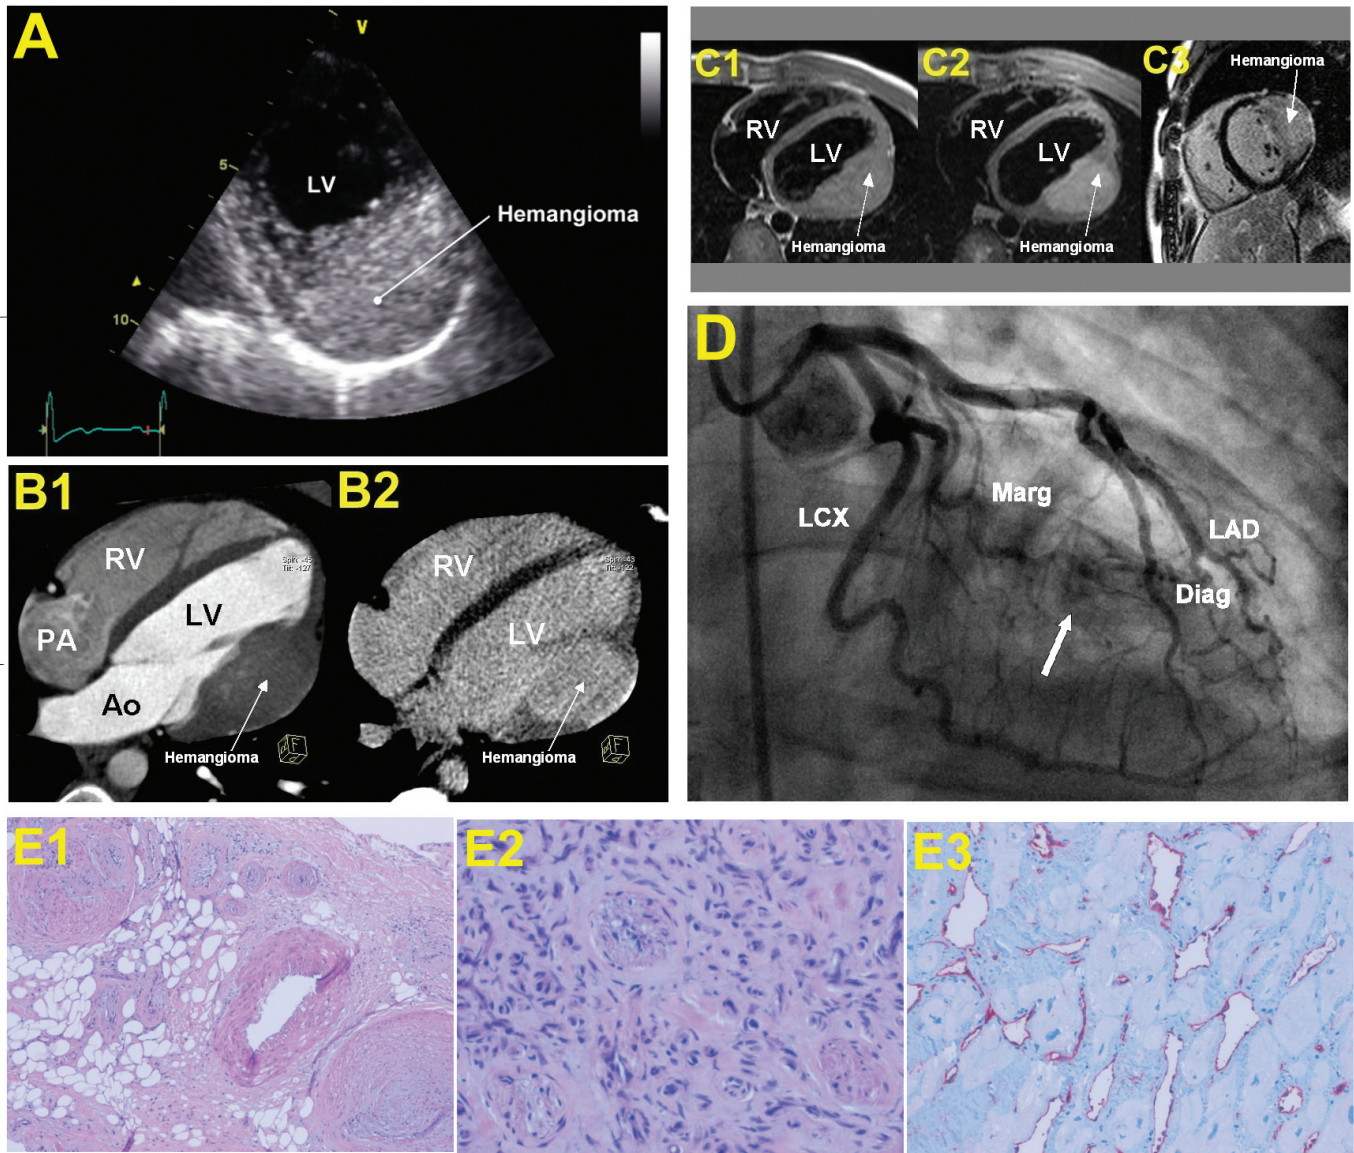 A
V
5
LV
Hemangioma
10
C1
RV
LV
Hemangioma
C2
RV
LV
Hemangioma
C3
Hemangioma
B1
RV
LV
PA
Ao
Hemangioma
F
B2
RV
LV
Hemangioma
F
D
Marg
LCX
LAD
Diag
E1
E2
E3